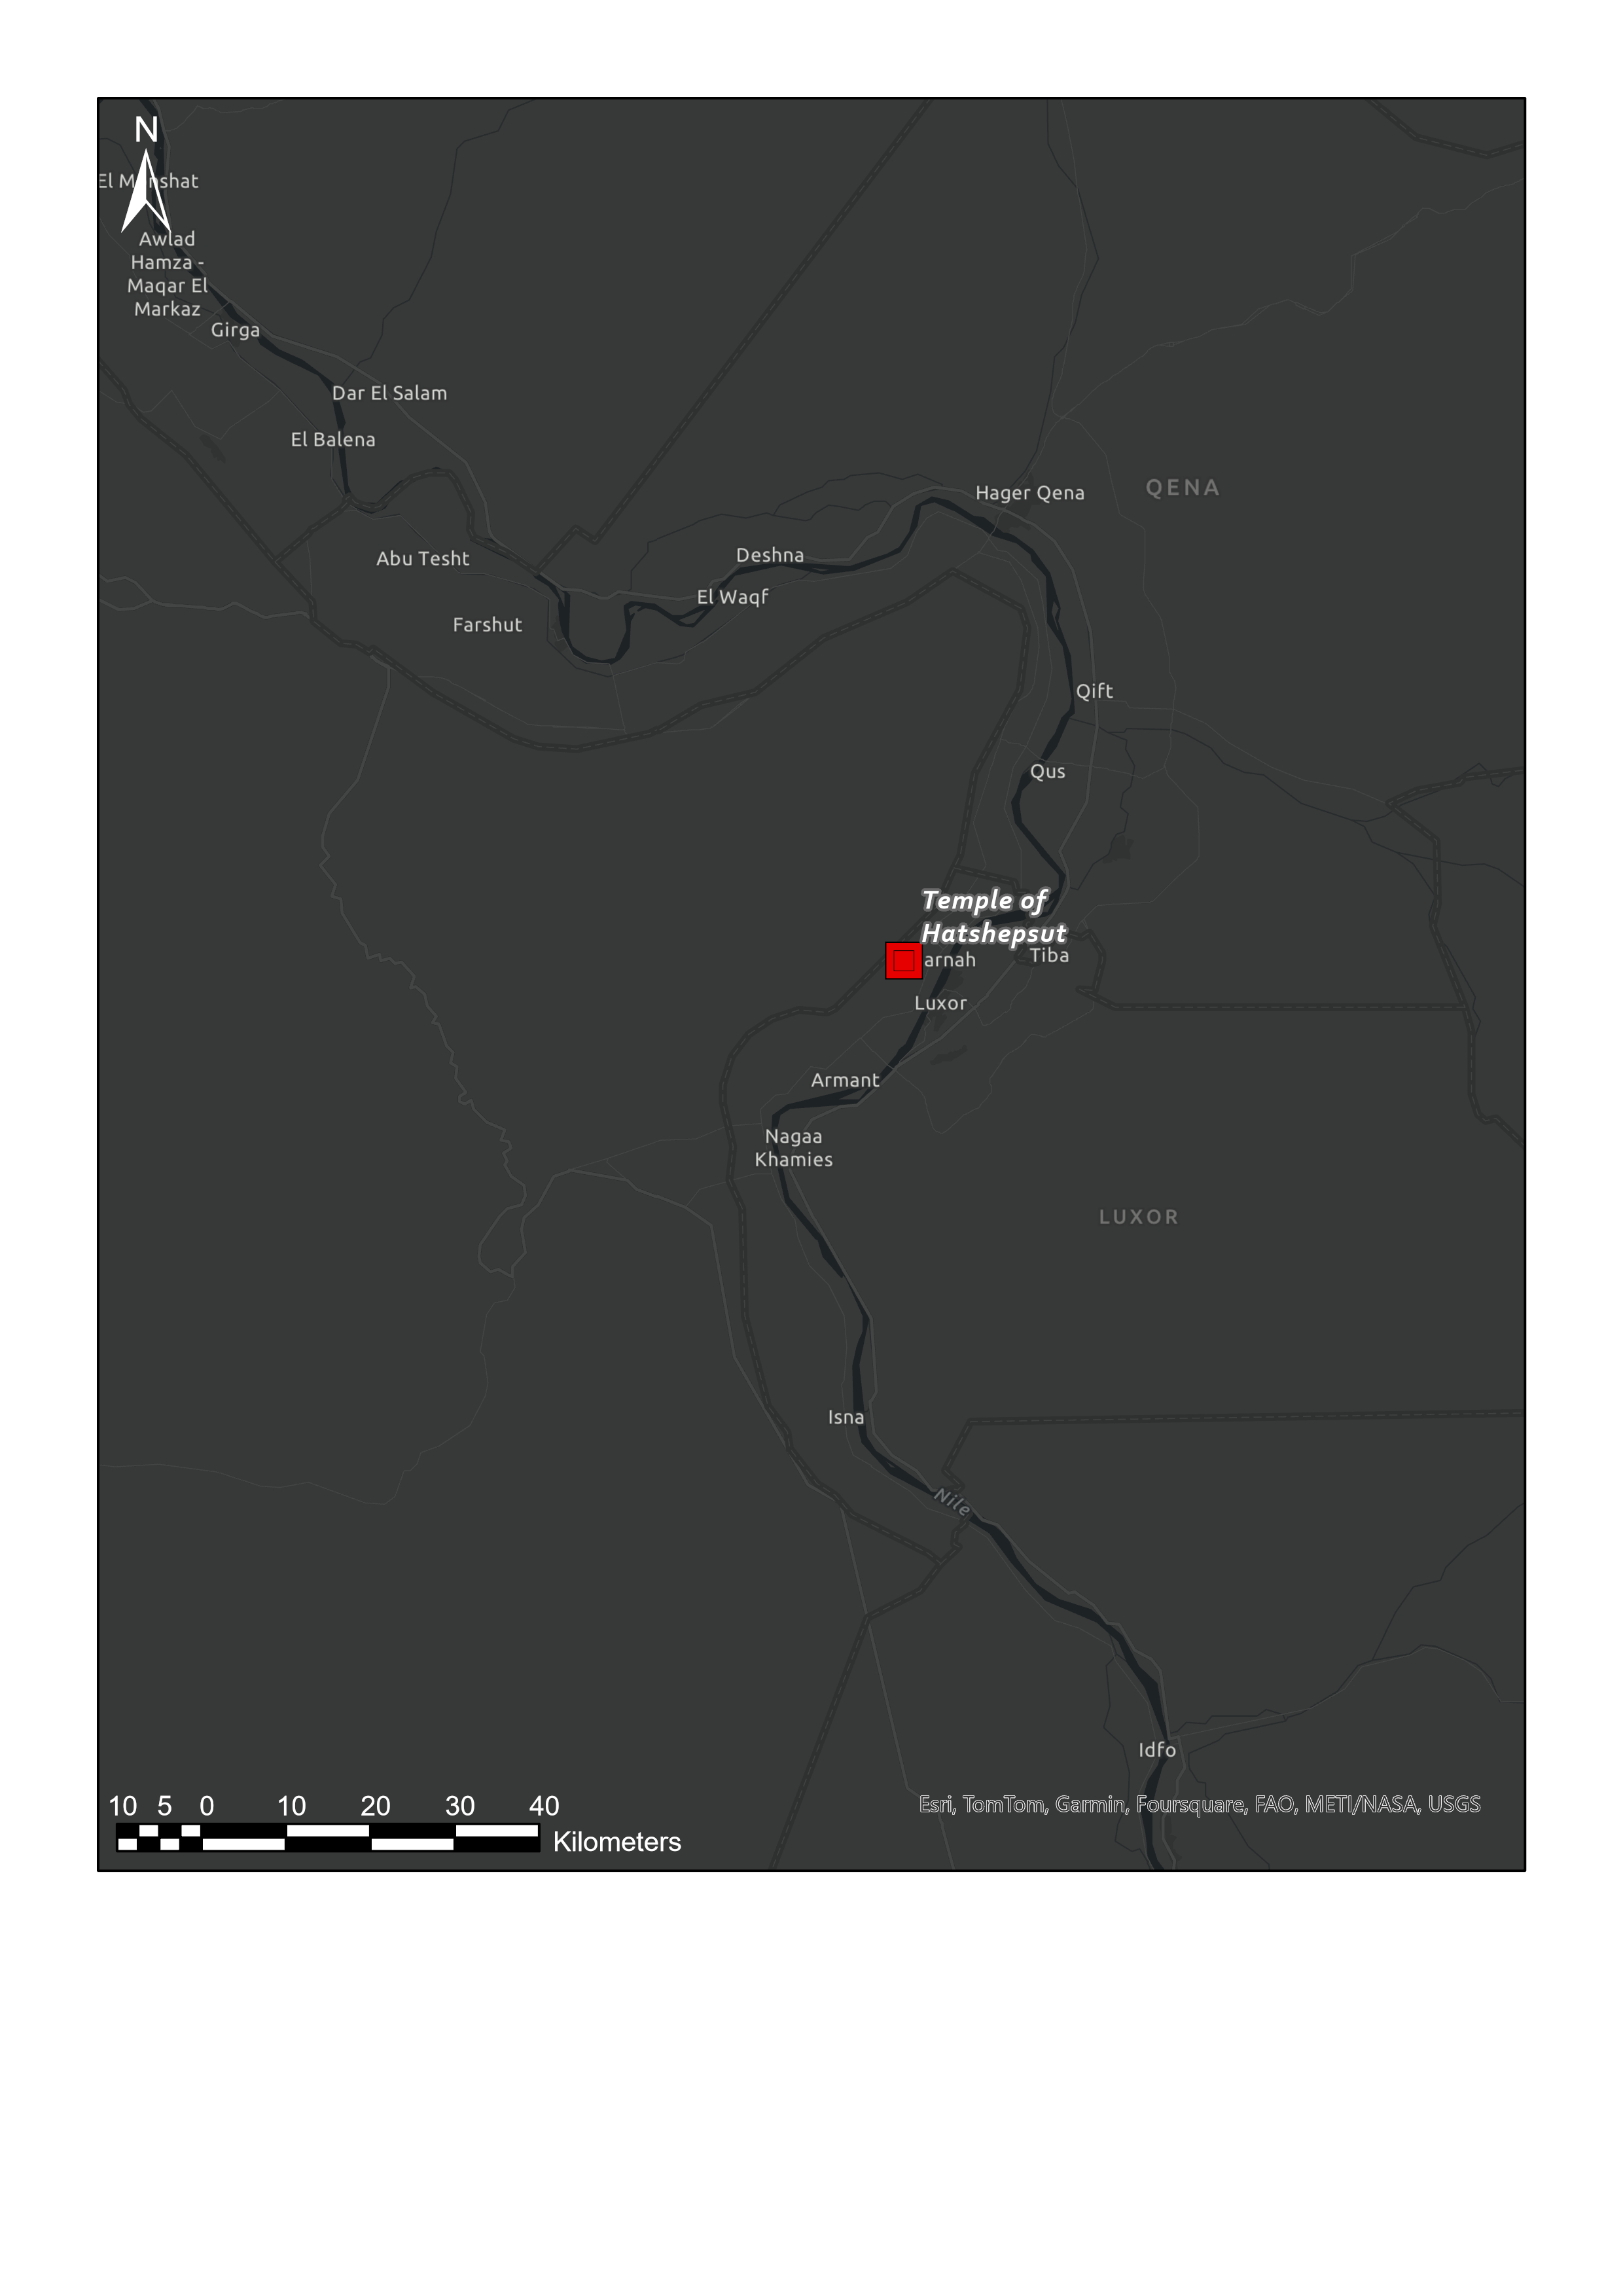 N
El M nshat
Awlad
Hamza -
Maqar El
Markaz
Girga
Dar El Salam
El Balena
Hager Qena
QENA
Deshna
Abu Tesht
El Waqf
Farshut
Qift
Qus
Temple of
Hatshepsut
Tiba
arnah
Luxor
Armant
Nagaa
Khamies
LUXOR
Isna
Nile
Idfo
10 5 0 10 20 30 40
Kilometers
Esri, TomTom, Garmin, Foursquare, FAO, METI/NASA, USGS